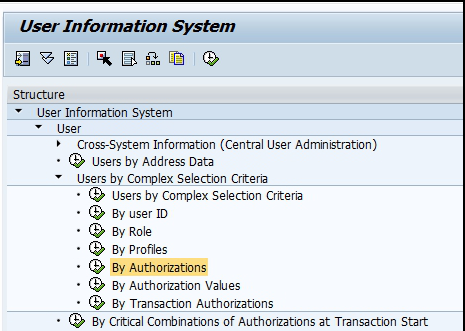 User Information System
Structure
User Information System
User
Cross-System Information (Central User Administration)
Users by Address Data
Users by Complex Selection Criteria
Users by Complex Selection Criteria
By user ID
By Role
By Profiles
By Authorizations
By Authorization Values
By Transaction Authorizations
By Critical Combinations of Authorizations at Transaction Start